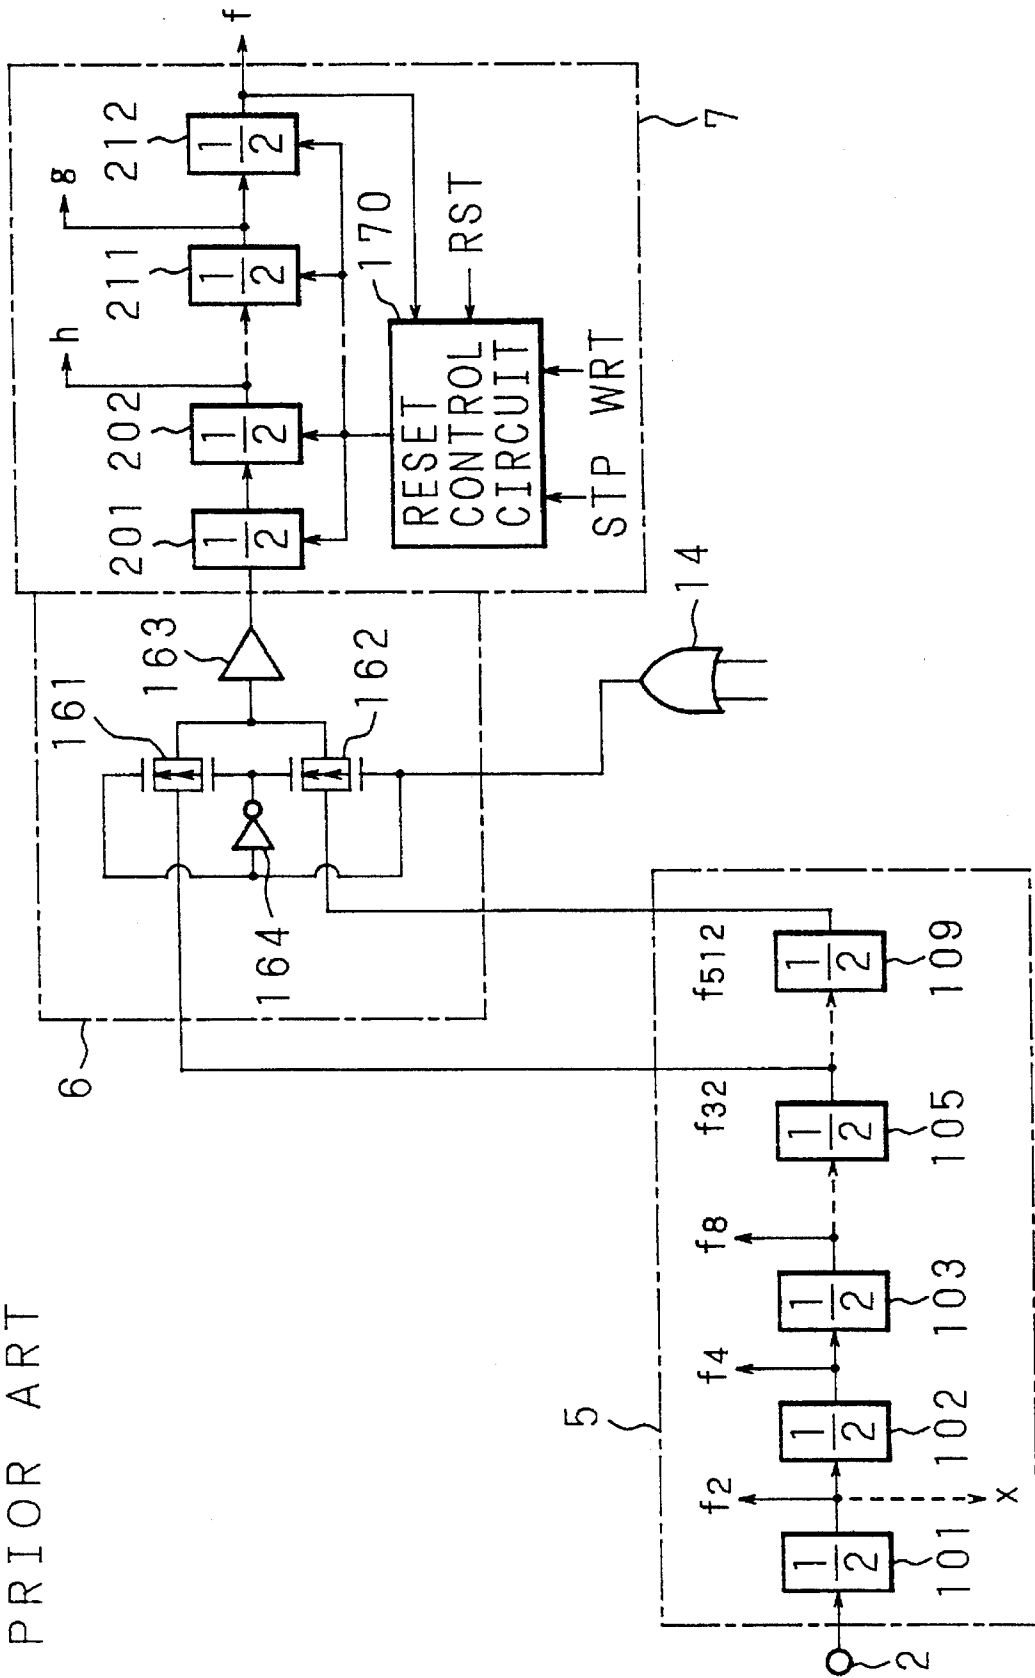 PRIOR ART
6
161
163
164
162
201
202
h
211
g
212
f
RESET
CONTROL
CIRCUIT
170
RST
STP
WRT
7
14
5
2
1/2
1/2
1/2
1/2
1/2
1/2
1/2
1/2
1/2
f2
f4
f8
f32
f512
101
x
102
103
105
109